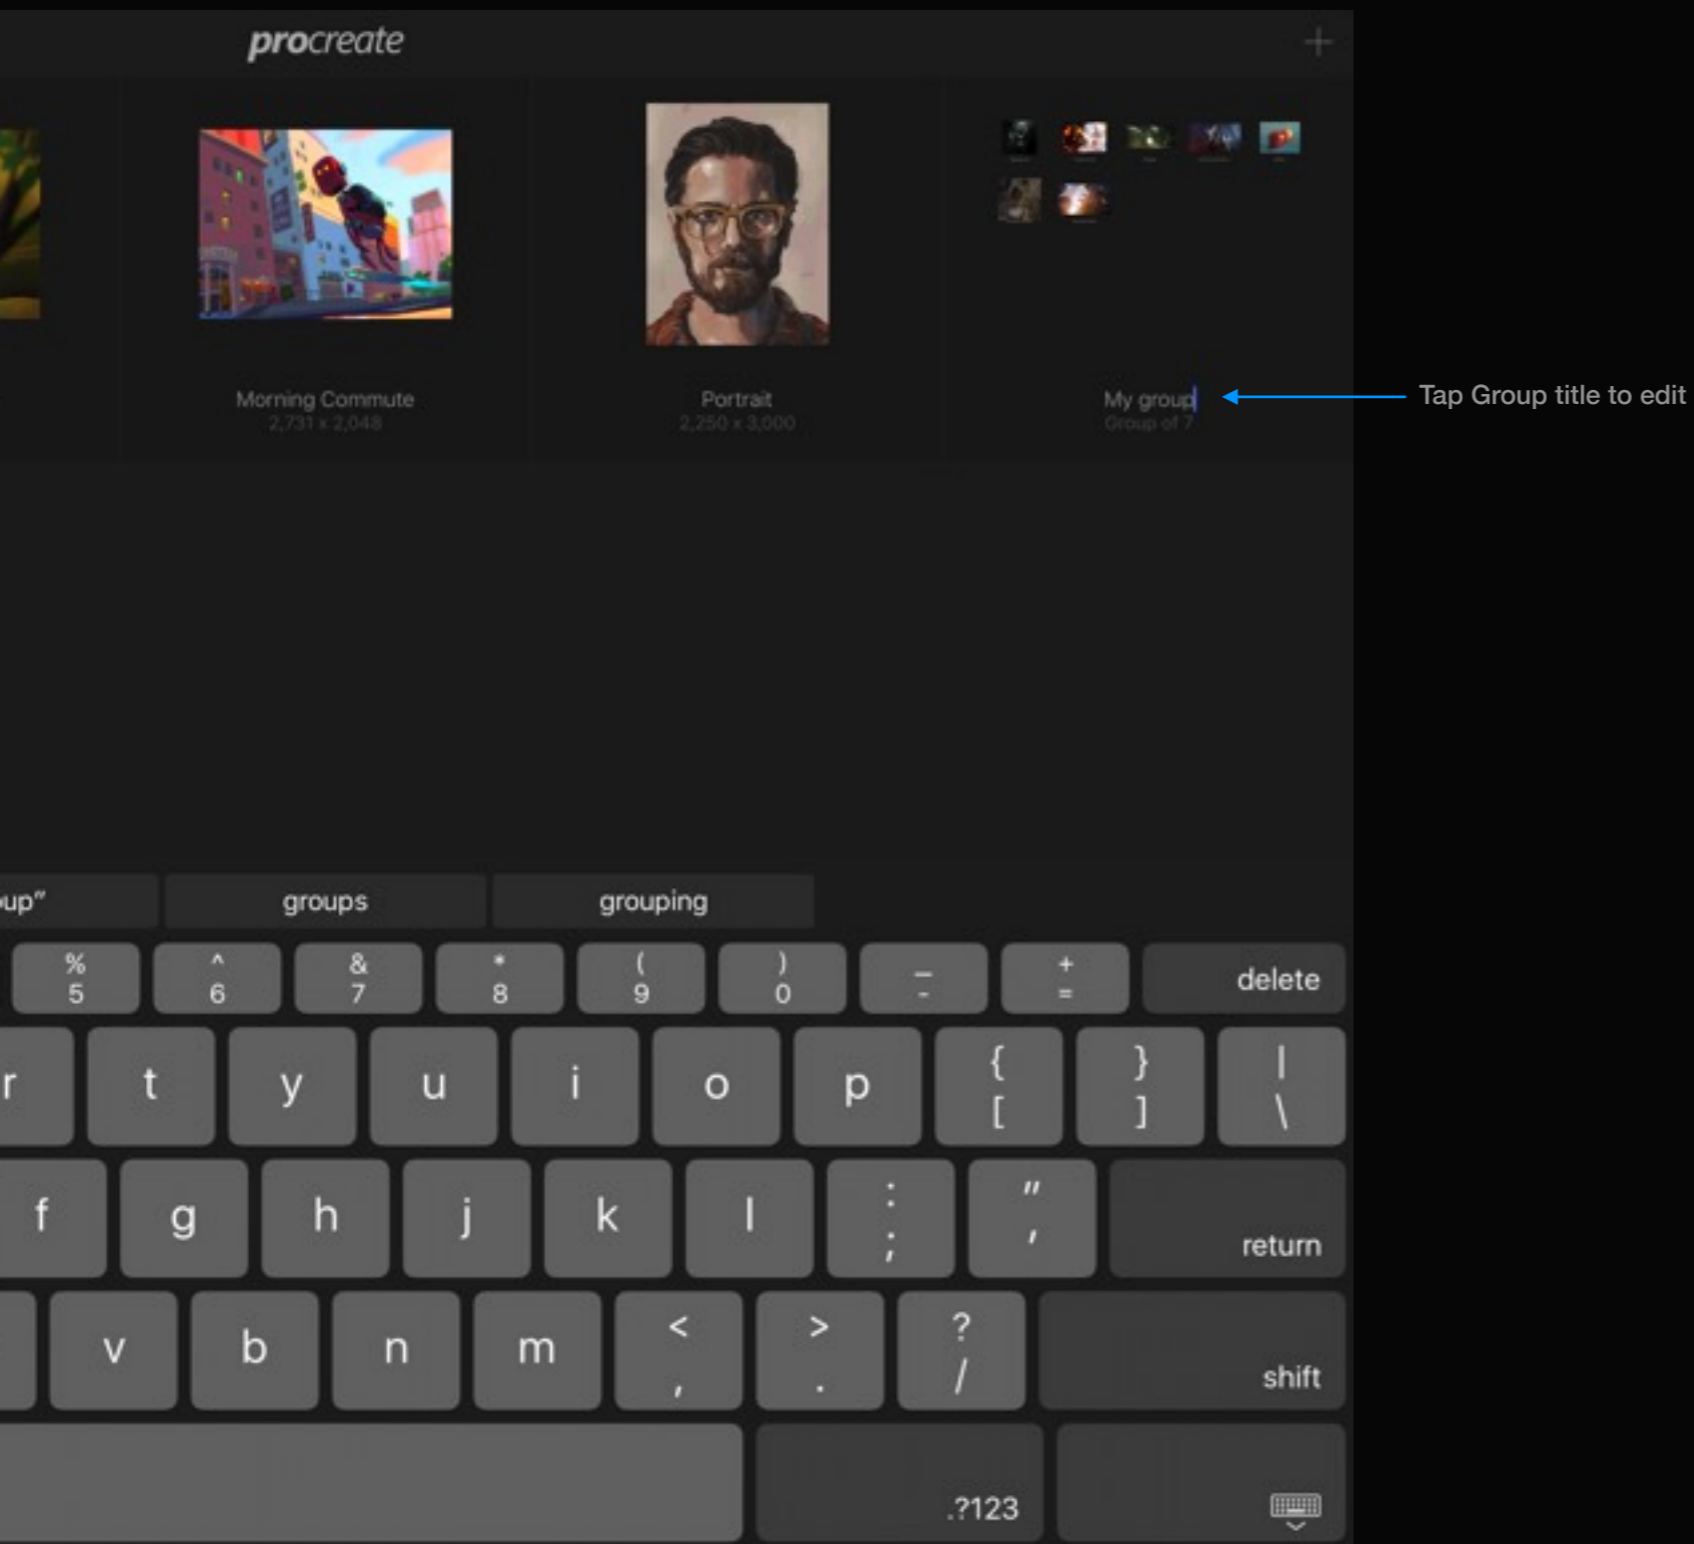 procreate
Morning Commute
2,731 x 2,048
Portrait
2,250 x 3,000
My group
Group of 7
Tap Group title to edit
up” groups grouping
% ^ & * ( ) _ +
5 6 7 8 9 0 - = delete
r t y u i o p { } |
[ ] \
f g h j k l : "
; ' return
v b n m < > ?
, . / shift
.?123